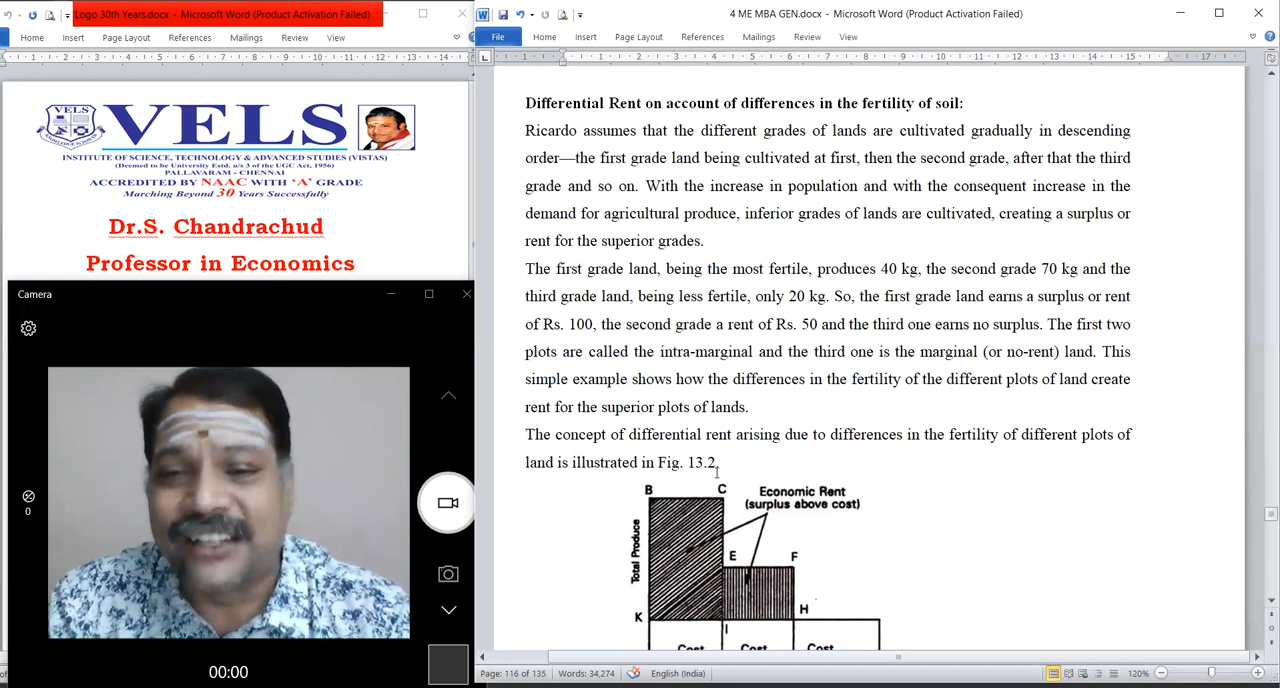 Logo 30th Years.docx - Microsoft Word (Product Activation Failed)
Home Insert Page Layout References Mailings Review View
VELS
VELS
INSTITUTE OF SCIENCE, TECHNOLOGY & ADVANCED STUDIES (VISTAS)
(Deemed to be University Estd. u/s 3 of the UGC Act, 1956)
PALLAVARAM - CHENNAI
ACCREDITED BY NAAC WITH 'A' GRADE
Marching Beyond 30 Years Successfully
Dr.S. Chandrachud
Professor in Economics
Camera
0
00:00
4 ME MBA GEN.docx - Microsoft Word (Product Activation Failed)
File Home Insert Page Layout References Mailings Review View
Differential Rent on account of differences in the fertility of soil:
Ricardo assumes that the different grades of lands are cultivated gradually in descending
order—the first grade land being cultivated at first, then the second grade, after that the third
grade and so on. With the increase in population and with the consequent increase in the
demand for agricultural produce, inferior grades of lands are cultivated, creating a surplus or
rent for the superior grades.
The first grade land, being the most fertile, produces 40 kg, the second grade 70 kg and the
third grade land, being less fertile, only 20 kg. So, the first grade land earns a surplus or rent
of Rs. 100, the second grade a rent of Rs. 50 and the third one earns no surplus. The first two
plots are called the intra-marginal and the third one is the marginal (or no-rent) land. This
simple example shows how the differences in the fertility of the different plots of land create
rent for the superior plots of lands.
The concept of differential rent arising due to differences in the fertility of different plots of
land is illustrated in Fig. 13.2.
B C Economic Rent
(surplus above cost)
Total Produce
E F
K I H
Cost Cost Cost
Page: 116 of 135 Words: 34,274 English (India) 120%